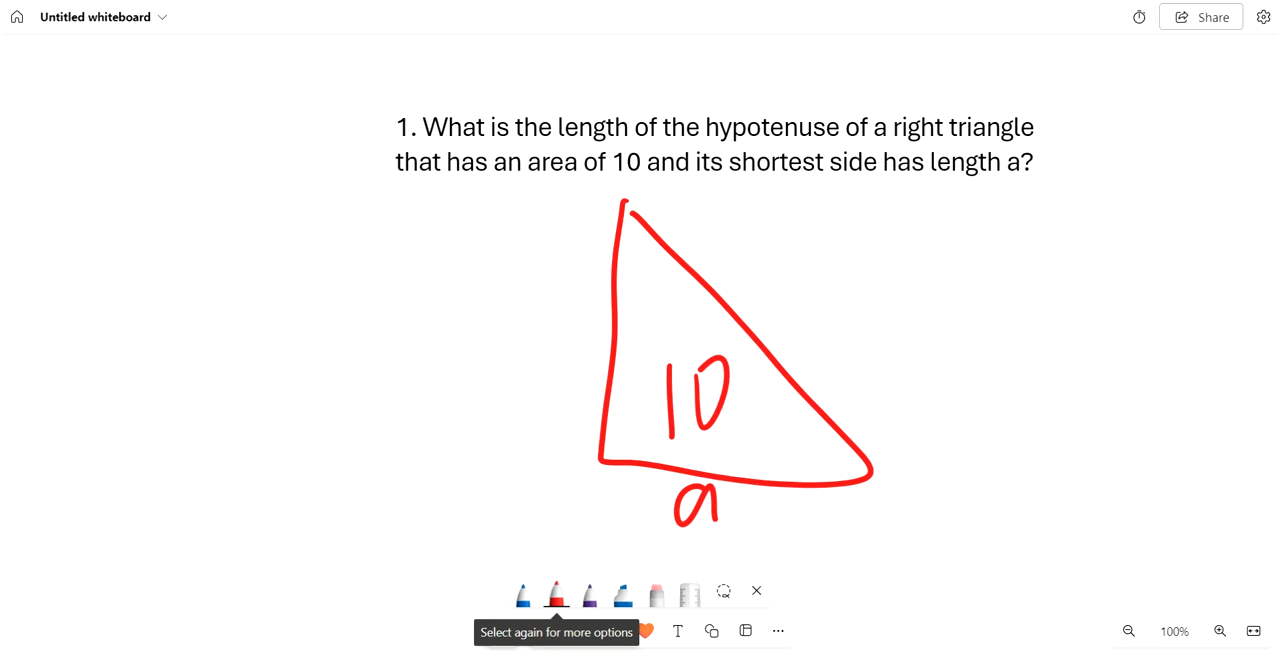 Untitled whiteboard
Share
1. What is the length of the hypotenuse of a right triangle
that has an area of 10 and its shortest side has length a?
10
a
Select again for more options
T
100%